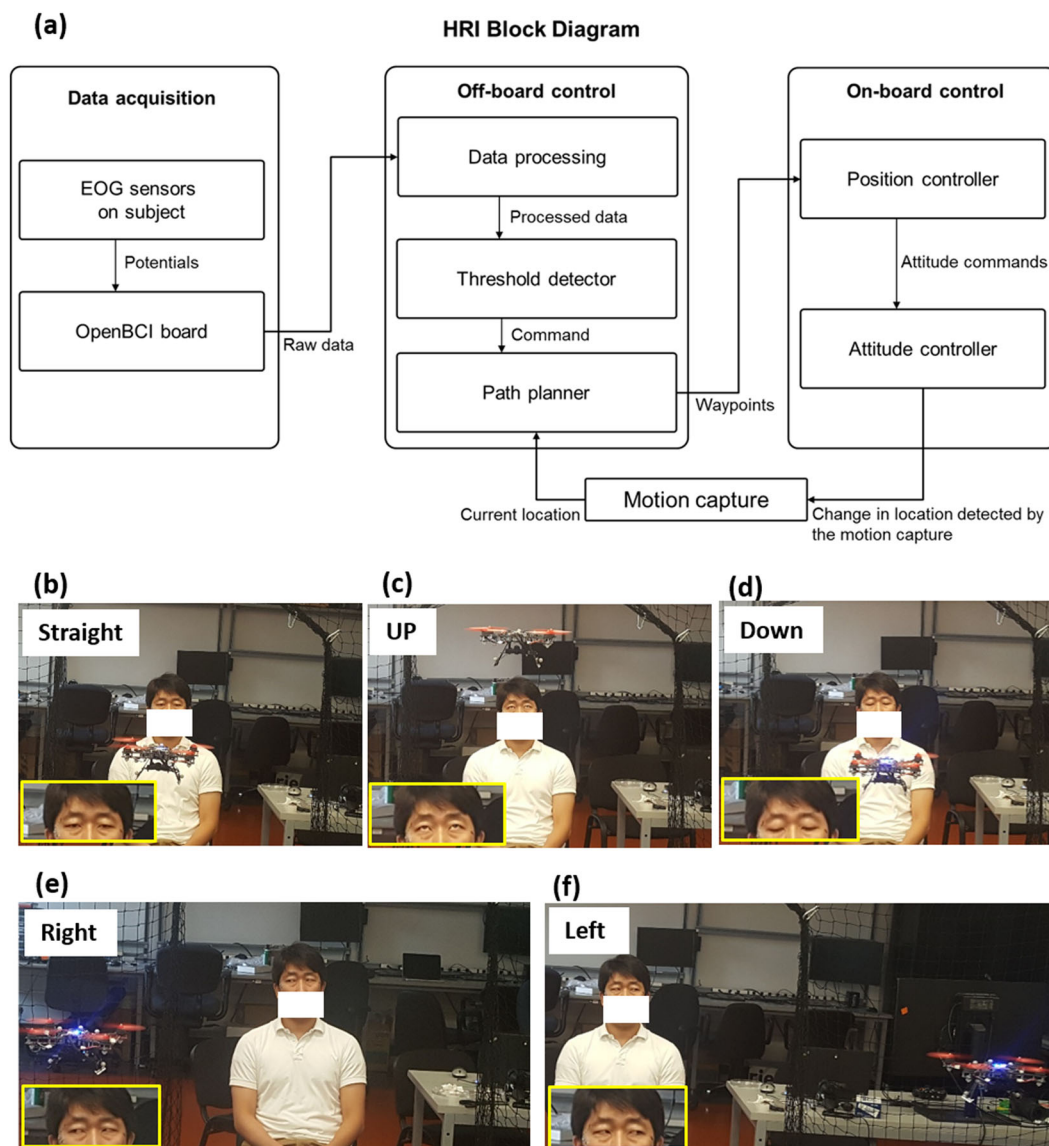 (a)
HRI Block Diagram
Data acquisition
EOG sensors
on subject
Potentials
OpenBCI board
Raw data
Off-board control
Data processing
Processed data
Threshold detector
Command
Path planner
Waypoints
On-board control
Position controller
Attitude commands
Attitude controller
Motion capture
Current location
Change in location detected by
the motion capture
(b)
Straight
(c)
UP
(d)
Down
(e)
Right
(f)
Left